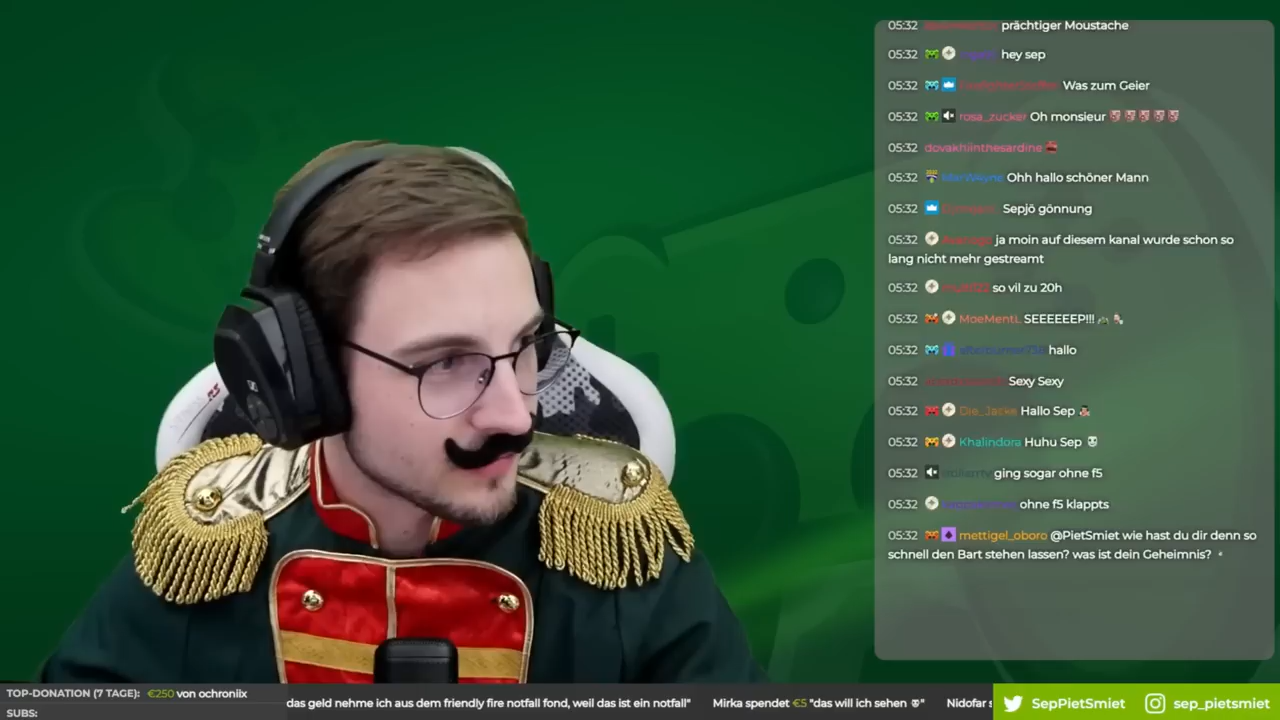 05:32 prächtiger Moustache
05:32 hey sep
05:32 Was zum Geier
05:32 rosa_zucker Oh monsieur
05:32 dovakhiinthesardine
05:32 Ohh hallo schöner Mann
05:32 Sepjö gönnung
05:32 ja moin auf diesem kanal wurde schon so
lang nicht mehr gestreamt
05:32 so vil zu 20h
05:32 MoeMentL SEEEEEEP!!!
05:32 hallo
05:32 Sexy Sexy
05:32 Die_Jacke Hallo Sep
05:32 Khalindora Huhu Sep
05:32 ging sogar ohne f5
05:32 ohne f5 klappts
05:32 mettigel_oboro @PietSmiet wie hast du dir denn so
schnell den Bart stehen lassen? was ist dein Geheimnis?
TOP-DONATION (7 TAGE): €250 von ochroniix
SUBS:
das geld nehme ich aus dem friendly fire notfall fond, weil das ist ein notfall" Mirka spendet €5 "das will ich sehen " Nidofar s
SepPietSmiet sep_pietsmiet